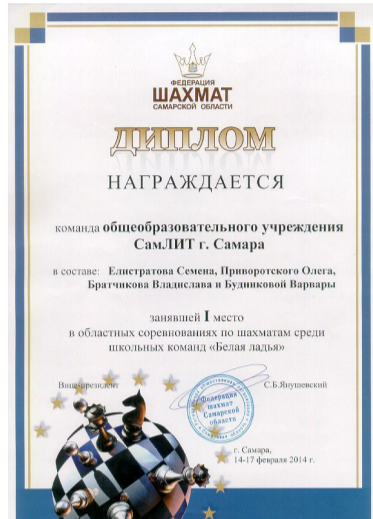 ФЕДЕРАЦИЯ
ШАХМАТ
САМАРСКОЙ ОБЛАСТИ
ДИПЛОМ
НАГРАЖДАЕТСЯ
команда общеобразовательного учреждения
СамЛИТ г. Самара
в составе: Елистратова Семена, Приворотского Олега,
Братчикова Владислава и Будниковой Варвары
занявшей I место
в областных соревнованиях по шахматам среди
школьных команд «Белая ладья»
Вице-президент С.Б.Янушевский
Федерация
шахмат
Самарской
области
г. Самара,
14-17 февраля 2014 г.